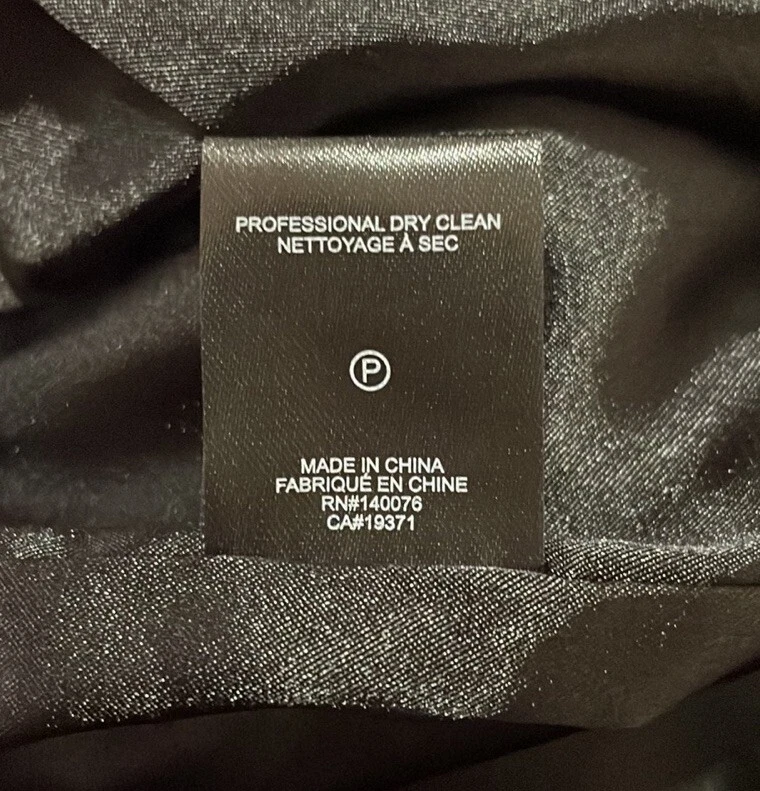 PROFESSIONAL DRY CLEAN
NETTOYAGE À SEC
P
MADE IN CHINA
FABRIQUÉ EN CHINE
RN#140076
CA#19371